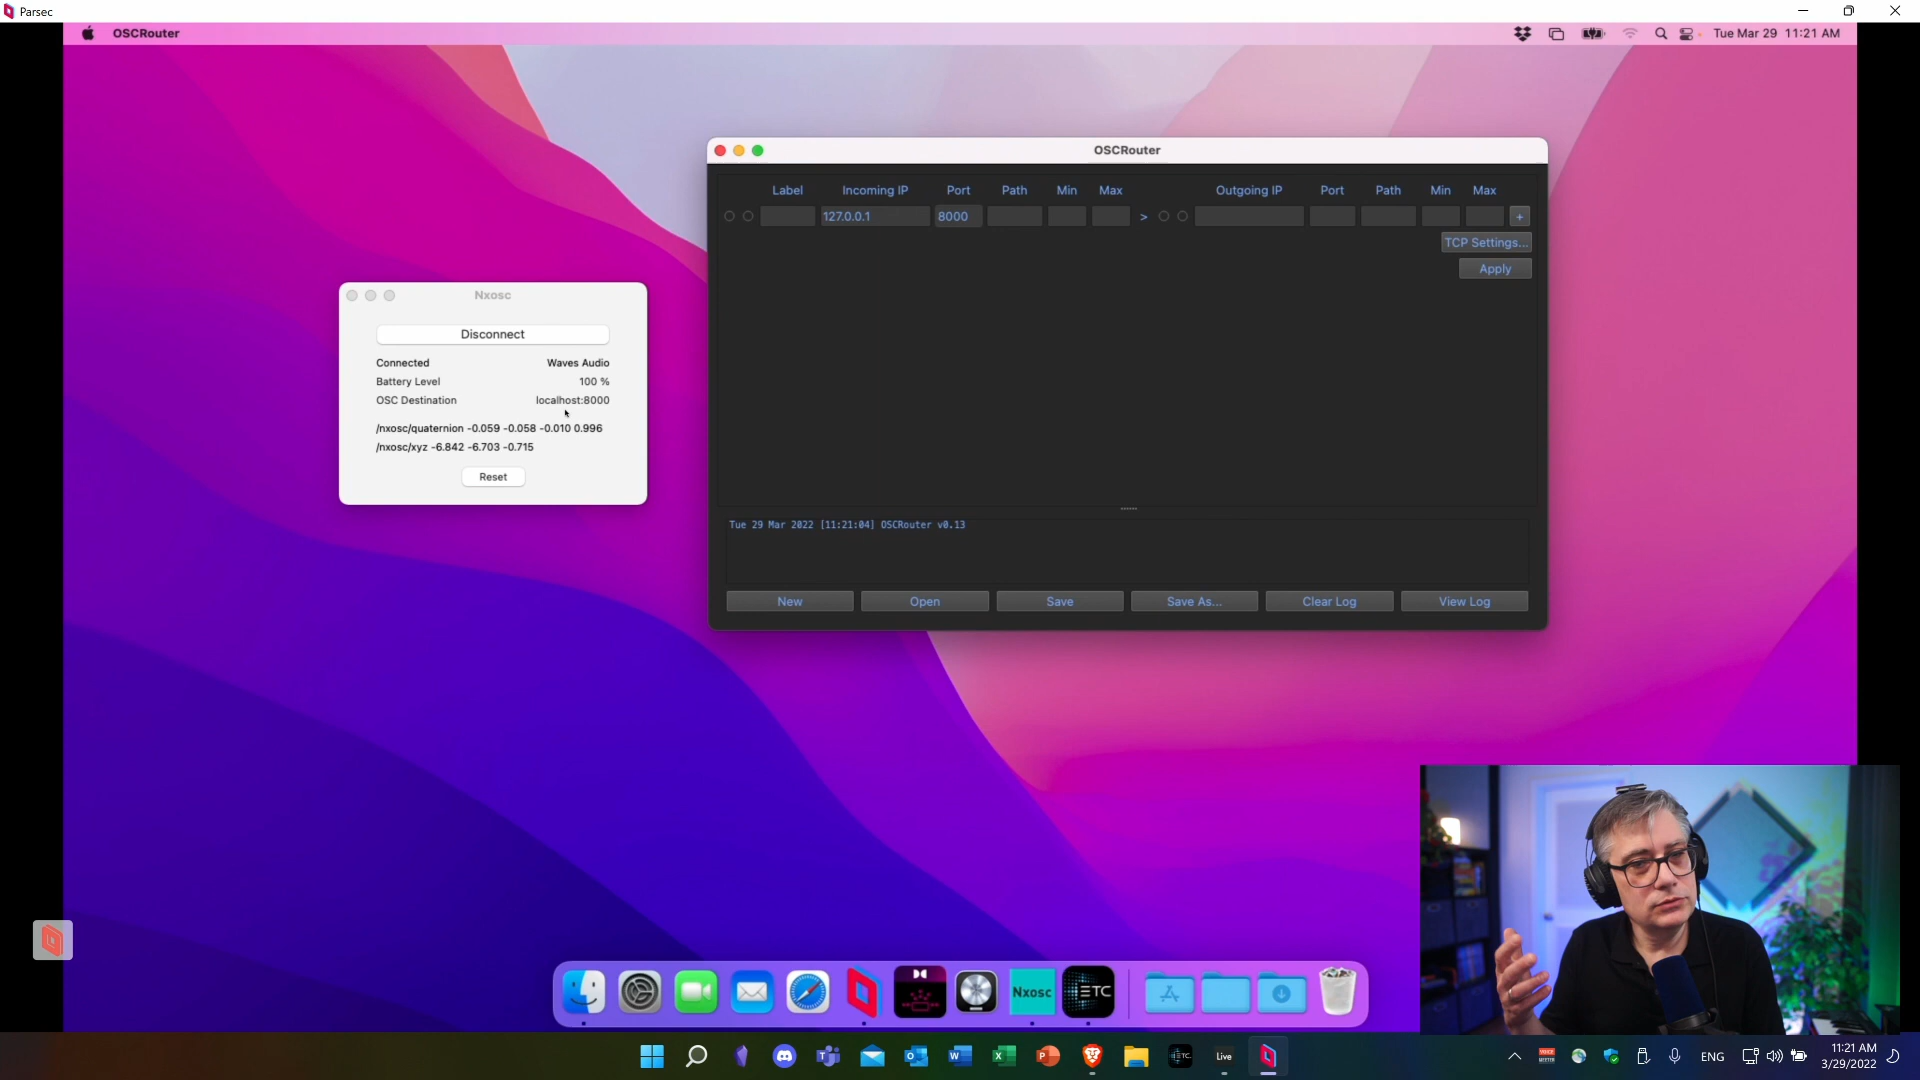 Parsec
OSCRouter
Tue Mar 29 11:21 AM
OSCRouter
Label Incoming IP Port Path Min Max Outgoing IP Port Path Min Max
127.0.0.1 8000 > +
TCP Settings...
Apply
Nxosc
Disconnect
Connected Waves Audio
Battery Level 100 %
OSC Destination localhost:8000
/nxosc/quaternion -0.059 -0.058 -0.010 0.996
/nxosc/xyz -6.842 -6.703 -0.715
Reset
Tue 29 Mar 2022 [11:21:04] OSCRouter v0.13
New Open Save Save As... Clear Log View Log
Nxosc ETC
ETC Live
ENG
11:21 AM
3/29/2022